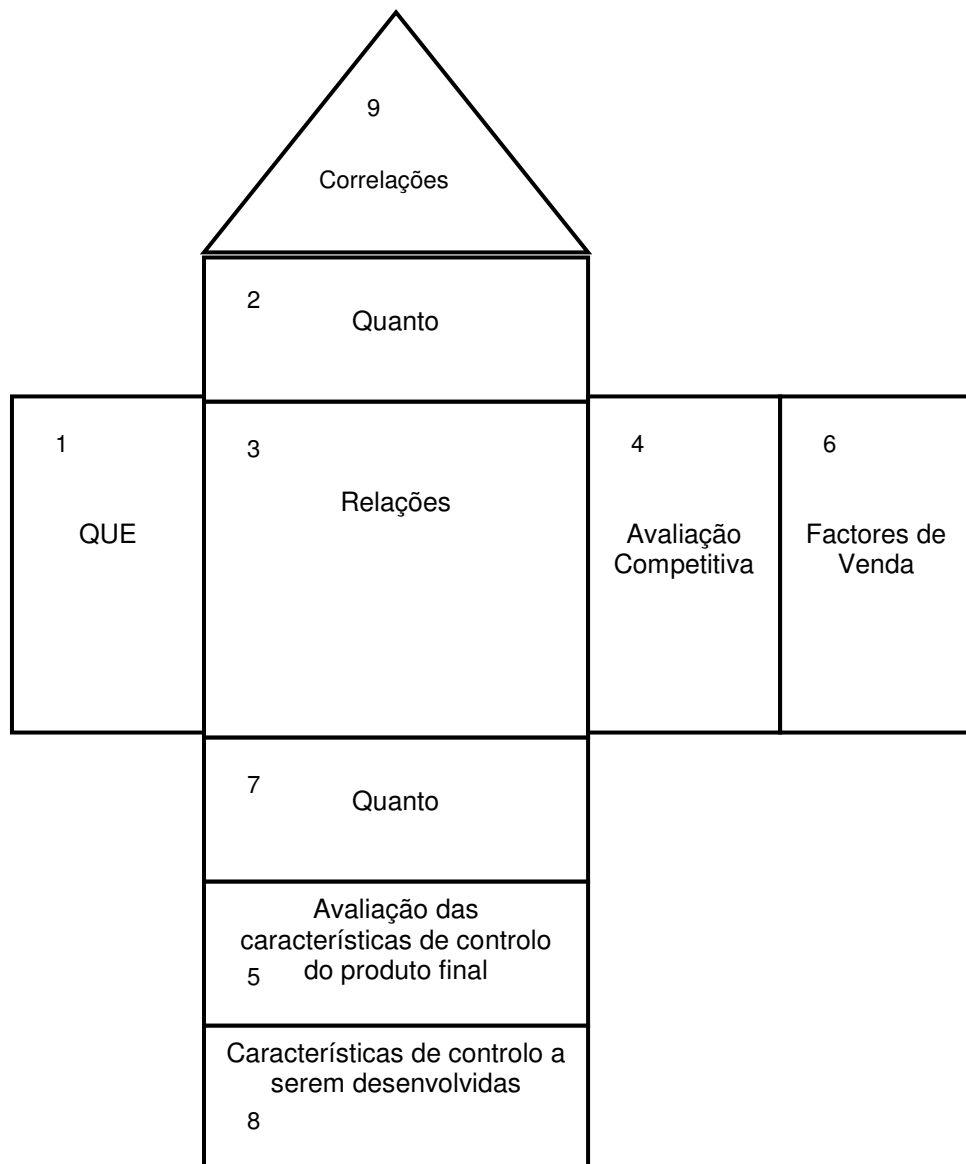 9
Correlações
2
Quanto
1
QUE
3
Relações
4
Avaliação
Competitiva
6
Factores de
Venda
7
Quanto
Avaliação das
características de controlo
do produto final
5
Características de controlo a
serem desenvolvidas
8